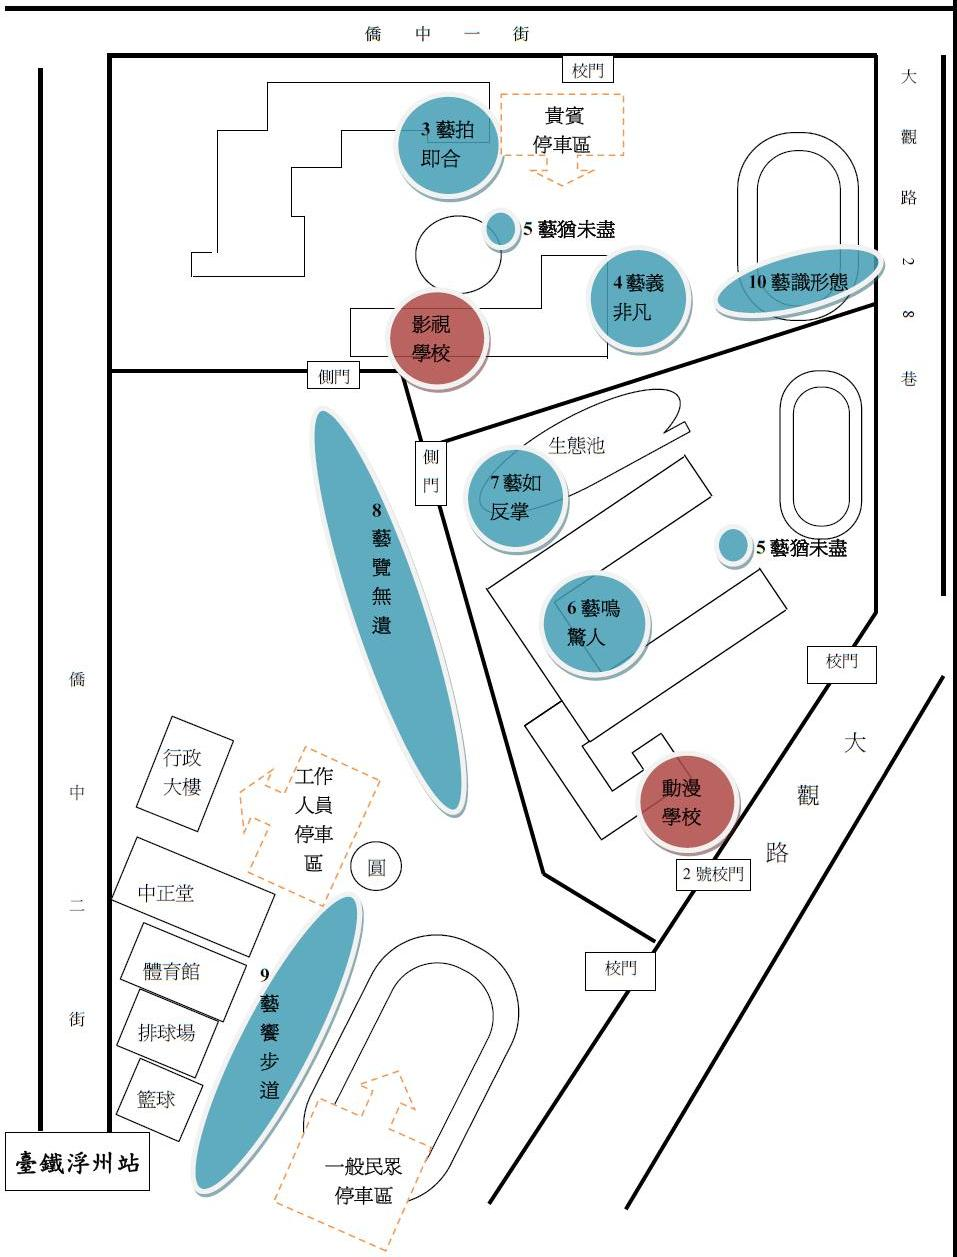 僑中一街
校門
大觀路28巷
3 藝拍
即合
貴賓
停車區
5 藝猶未盡
4 藝義
非凡
10 藝識形態
影視
學校
側門
側
門
生態池
7 藝如
反掌
8
藝
覽
無
遺
5 藝猶未盡
6 藝鳴
驚人
校門
僑中二街
行政
大樓
工作
人員
停車
區
動漫
學校
大觀路
圓
2 號校門
中正堂
校門
體育館
9
藝
饗
步
道
排球場
籃球
臺鐵浮州站
一般民眾
停車區